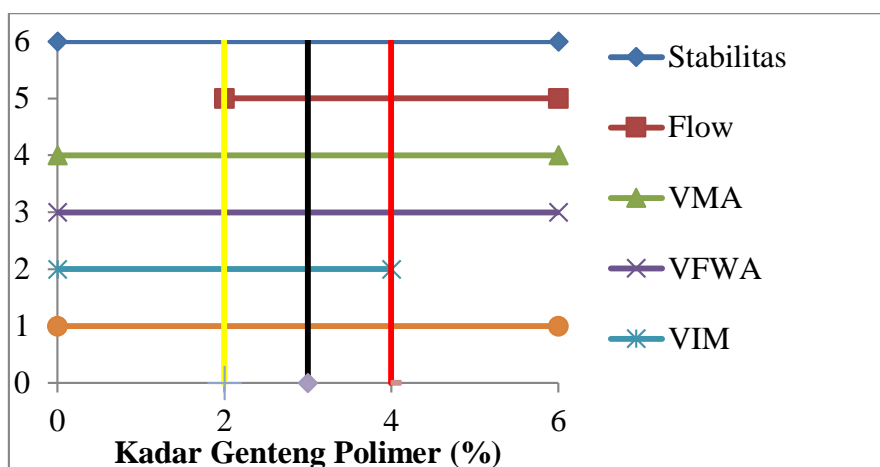 6
5
4
3
2
1
0
0 2 4 6
Kadar Genteng Polimer (%)
Stabilitas
Flow
VMA
VFWA
VIM